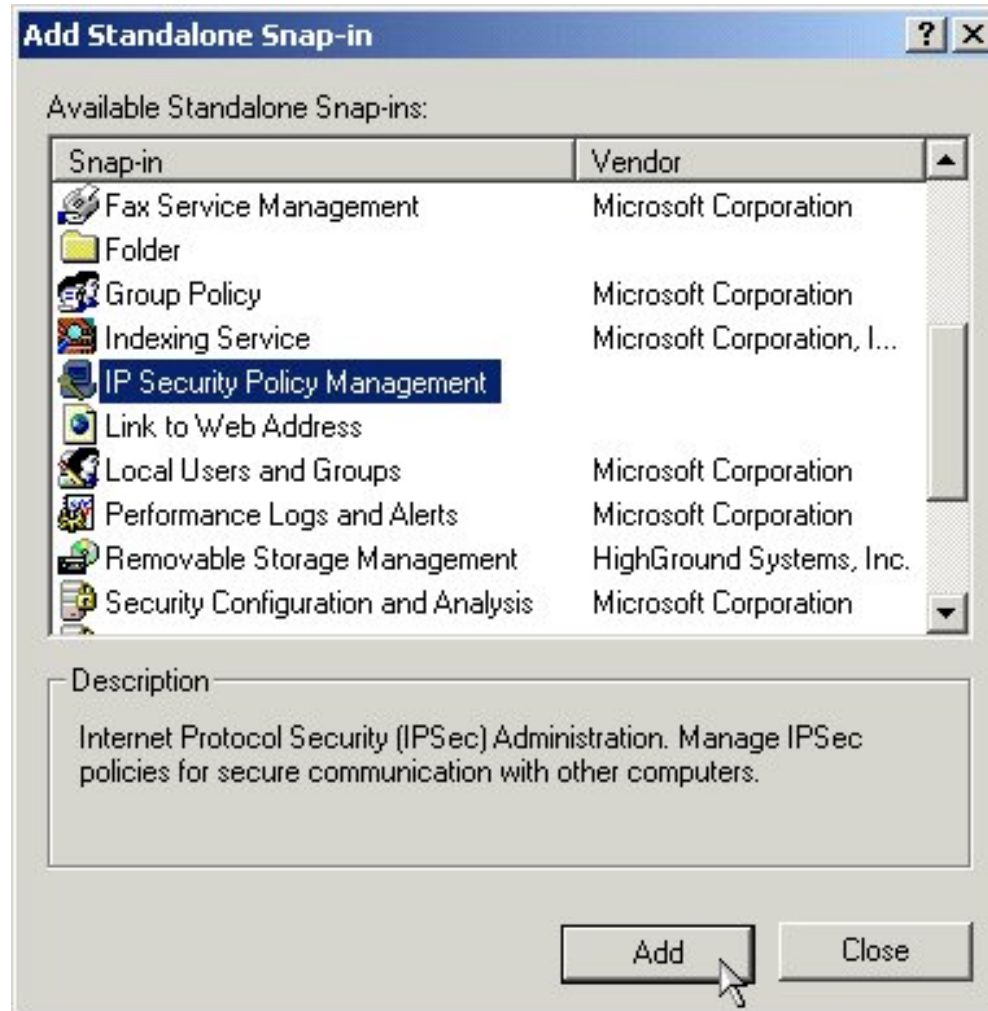 Add Standalone Snap-in
Available Standalone Snap-ins:
Snap-in Vendor
Fax Service Management Microsoft Corporation
Folder
Group Policy Microsoft Corporation
Indexing Service Microsoft Corporation, I...
IP Security Policy Management
Link to Web Address
Local Users and Groups Microsoft Corporation
Performance Logs and Alerts Microsoft Corporation
Removable Storage Management HighGround Systems, Inc.
Security Configuration and Analysis Microsoft Corporation
Description
Internet Protocol Security (IPSec) Administration. Manage IPSec
policies for secure communication with other computers.
Add Close